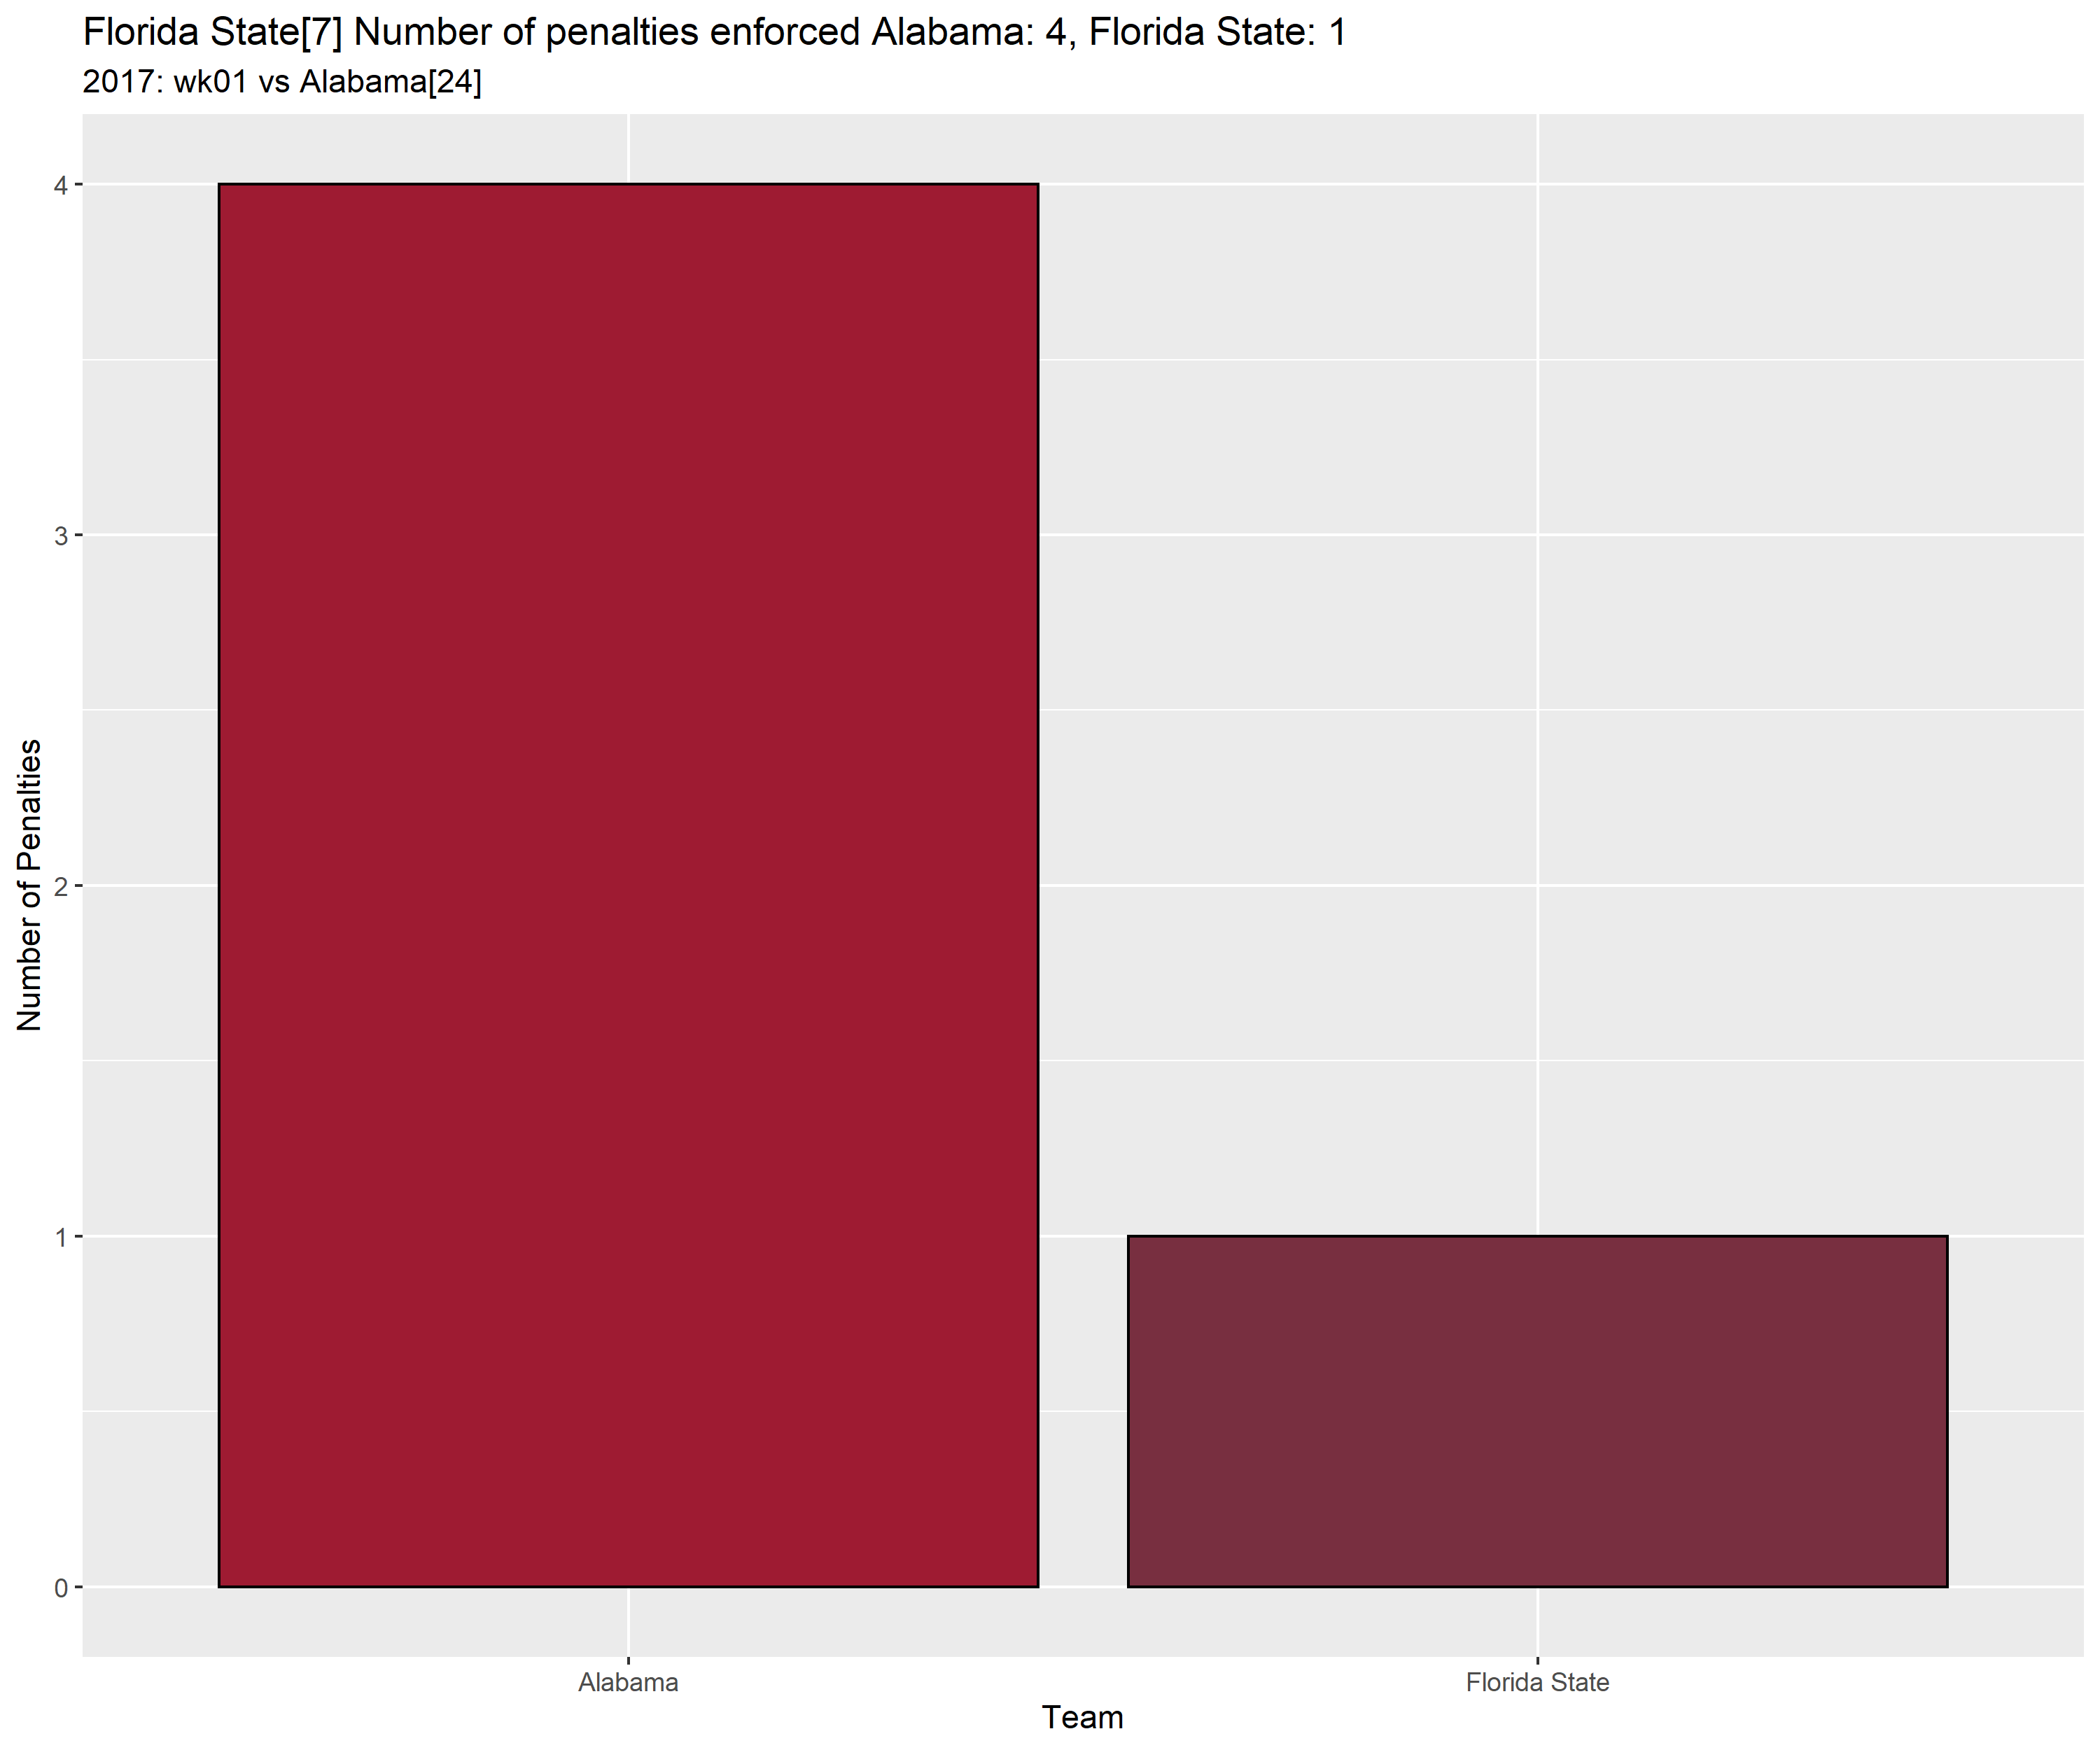 Florida State[7] Number of penalties enforced Alabama: 4, Florida State: 1
2017: wk01 vs Alabama[24]
Number of Penalties
4
3
2
1
0
Alabama
Florida State
Team